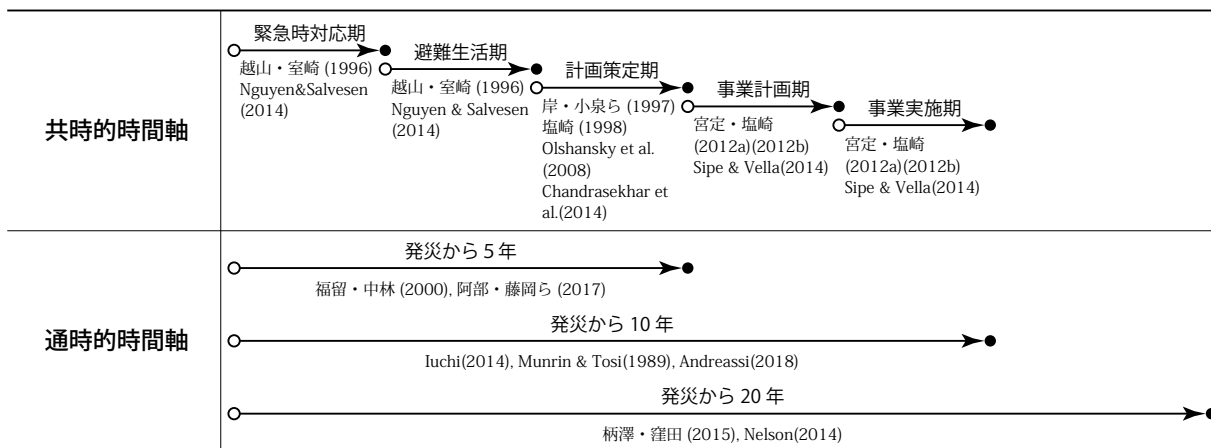 共時的時間軸
緊急時対応期
越山・室崎 (1996)
Nguyen&Salvesen
(2014)
避難生活期
越山・室崎 (1996)
Nguyen & Salvesen
(2014)
計画策定期
岸・小泉ら (1997)
塩崎 (1998)
Olshansky et al.
(2008)
Chandrasekhar et
al.(2014)
事業計画期
宮定・塩崎
(2012a)(2012b)
Sipe & Vella(2014)
事業実施期
宮定・塩崎
(2012a)(2012b)
Sipe & Vella(2014)
通時的時間軸
発災から 5 年
福留・中林 (2000), 阿部・藤岡ら (2017)
発災から 10 年
Iuchi(2014), Munrin & Tosi(1989), Andreassi(2018)
発災から 20 年
柄澤・窪田 (2015), Nelson(2014)